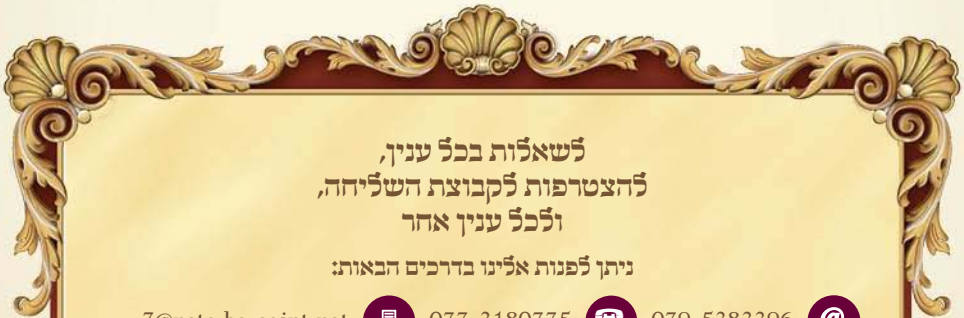 לשאלות בכל ענין,
להצטרפות לקבוצת השליחה,
ולכל ענין אחר
ניתן לפנות אלינו בדרכים הבאות: